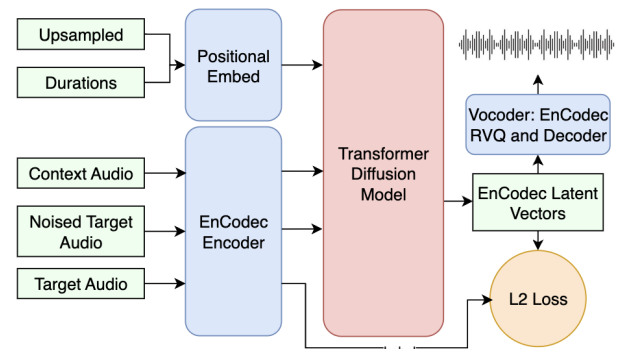 Upsampled
Durations
Positional
Embed
Context Audio
Noised Target
Audio
Target Audio
EnCodec
Encoder
Transformer
Diffusion
Model
Vocoder: EnCodec
RVQ and Decoder
EnCodec Latent
Vectors
L2 Loss